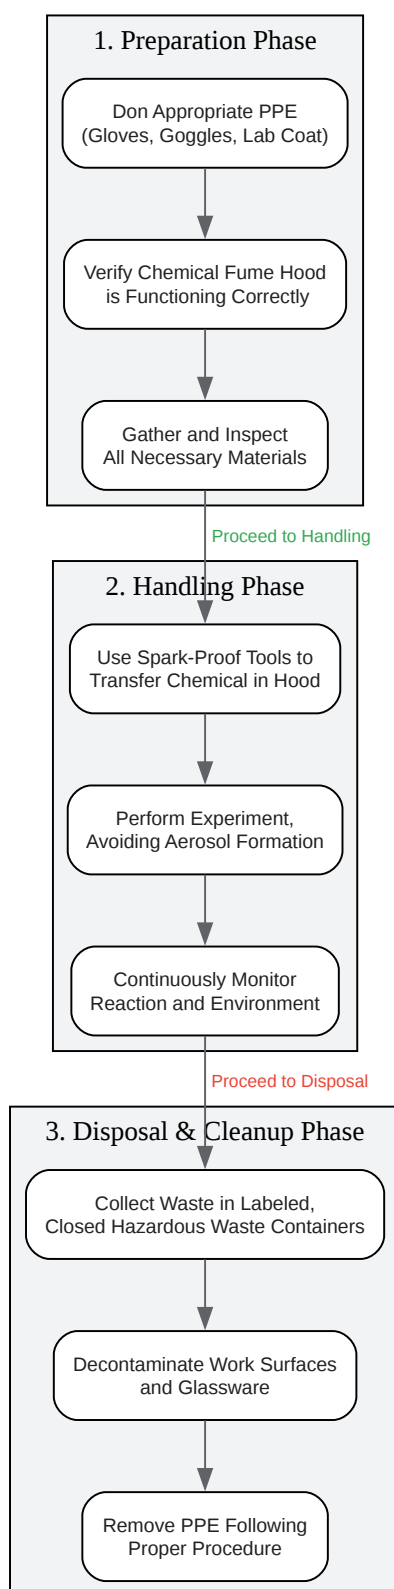 1. Preparation Phase
Don Appropriate PPE
(Gloves, Goggles, Lab Coat)
Verify Chemical Fume Hood
is Functioning Correctly
Gather and Inspect
All Necessary Materials
Proceed to Handling
2. Handling Phase
Use Spark-Proof Tools to
Transfer Chemical in Hood
Perform Experiment,
Avoiding Aerosol Formation
Continuously Monitor
Reaction and Environment
Proceed to Disposal
3. Disposal & Cleanup Phase
Collect Waste in Labeled,
Closed Hazardous Waste Containers
Decontaminate Work Surfaces
and Glassware
Remove PPE Following
Proper Procedure